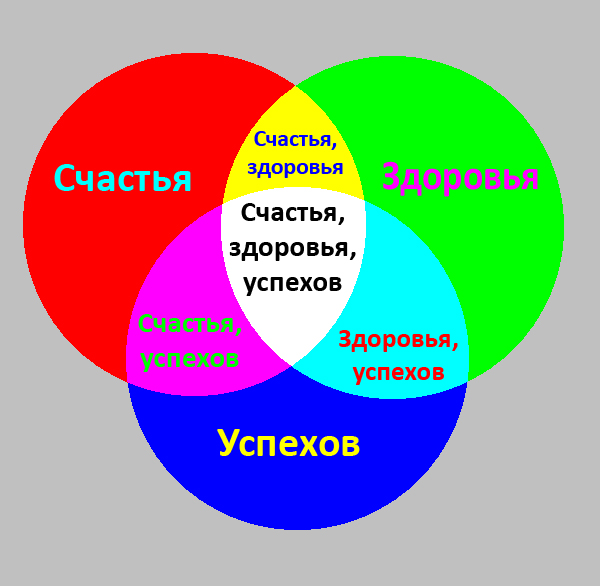 Счастья,
здоровья
Счастья
Здоровья
Счастья,
здоровья,
успехов
Счастья,
успехов
Здоровья,
успехов
Успехов